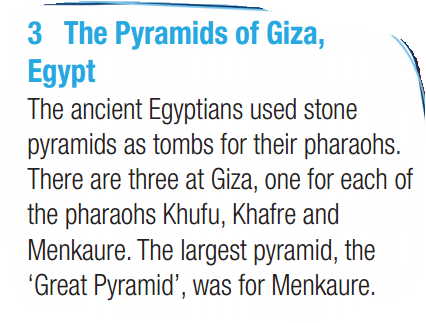 3 The Pyramids of Giza,
Egypt
The ancient Egyptians used stone
pyramids as tombs for their pharaohs.
There are three at Giza, one for each of
the pharaohs Khufu, Khafre and
Menkaure. The largest pyramid, the
‘Great Pyramid’, was for Menkaure.